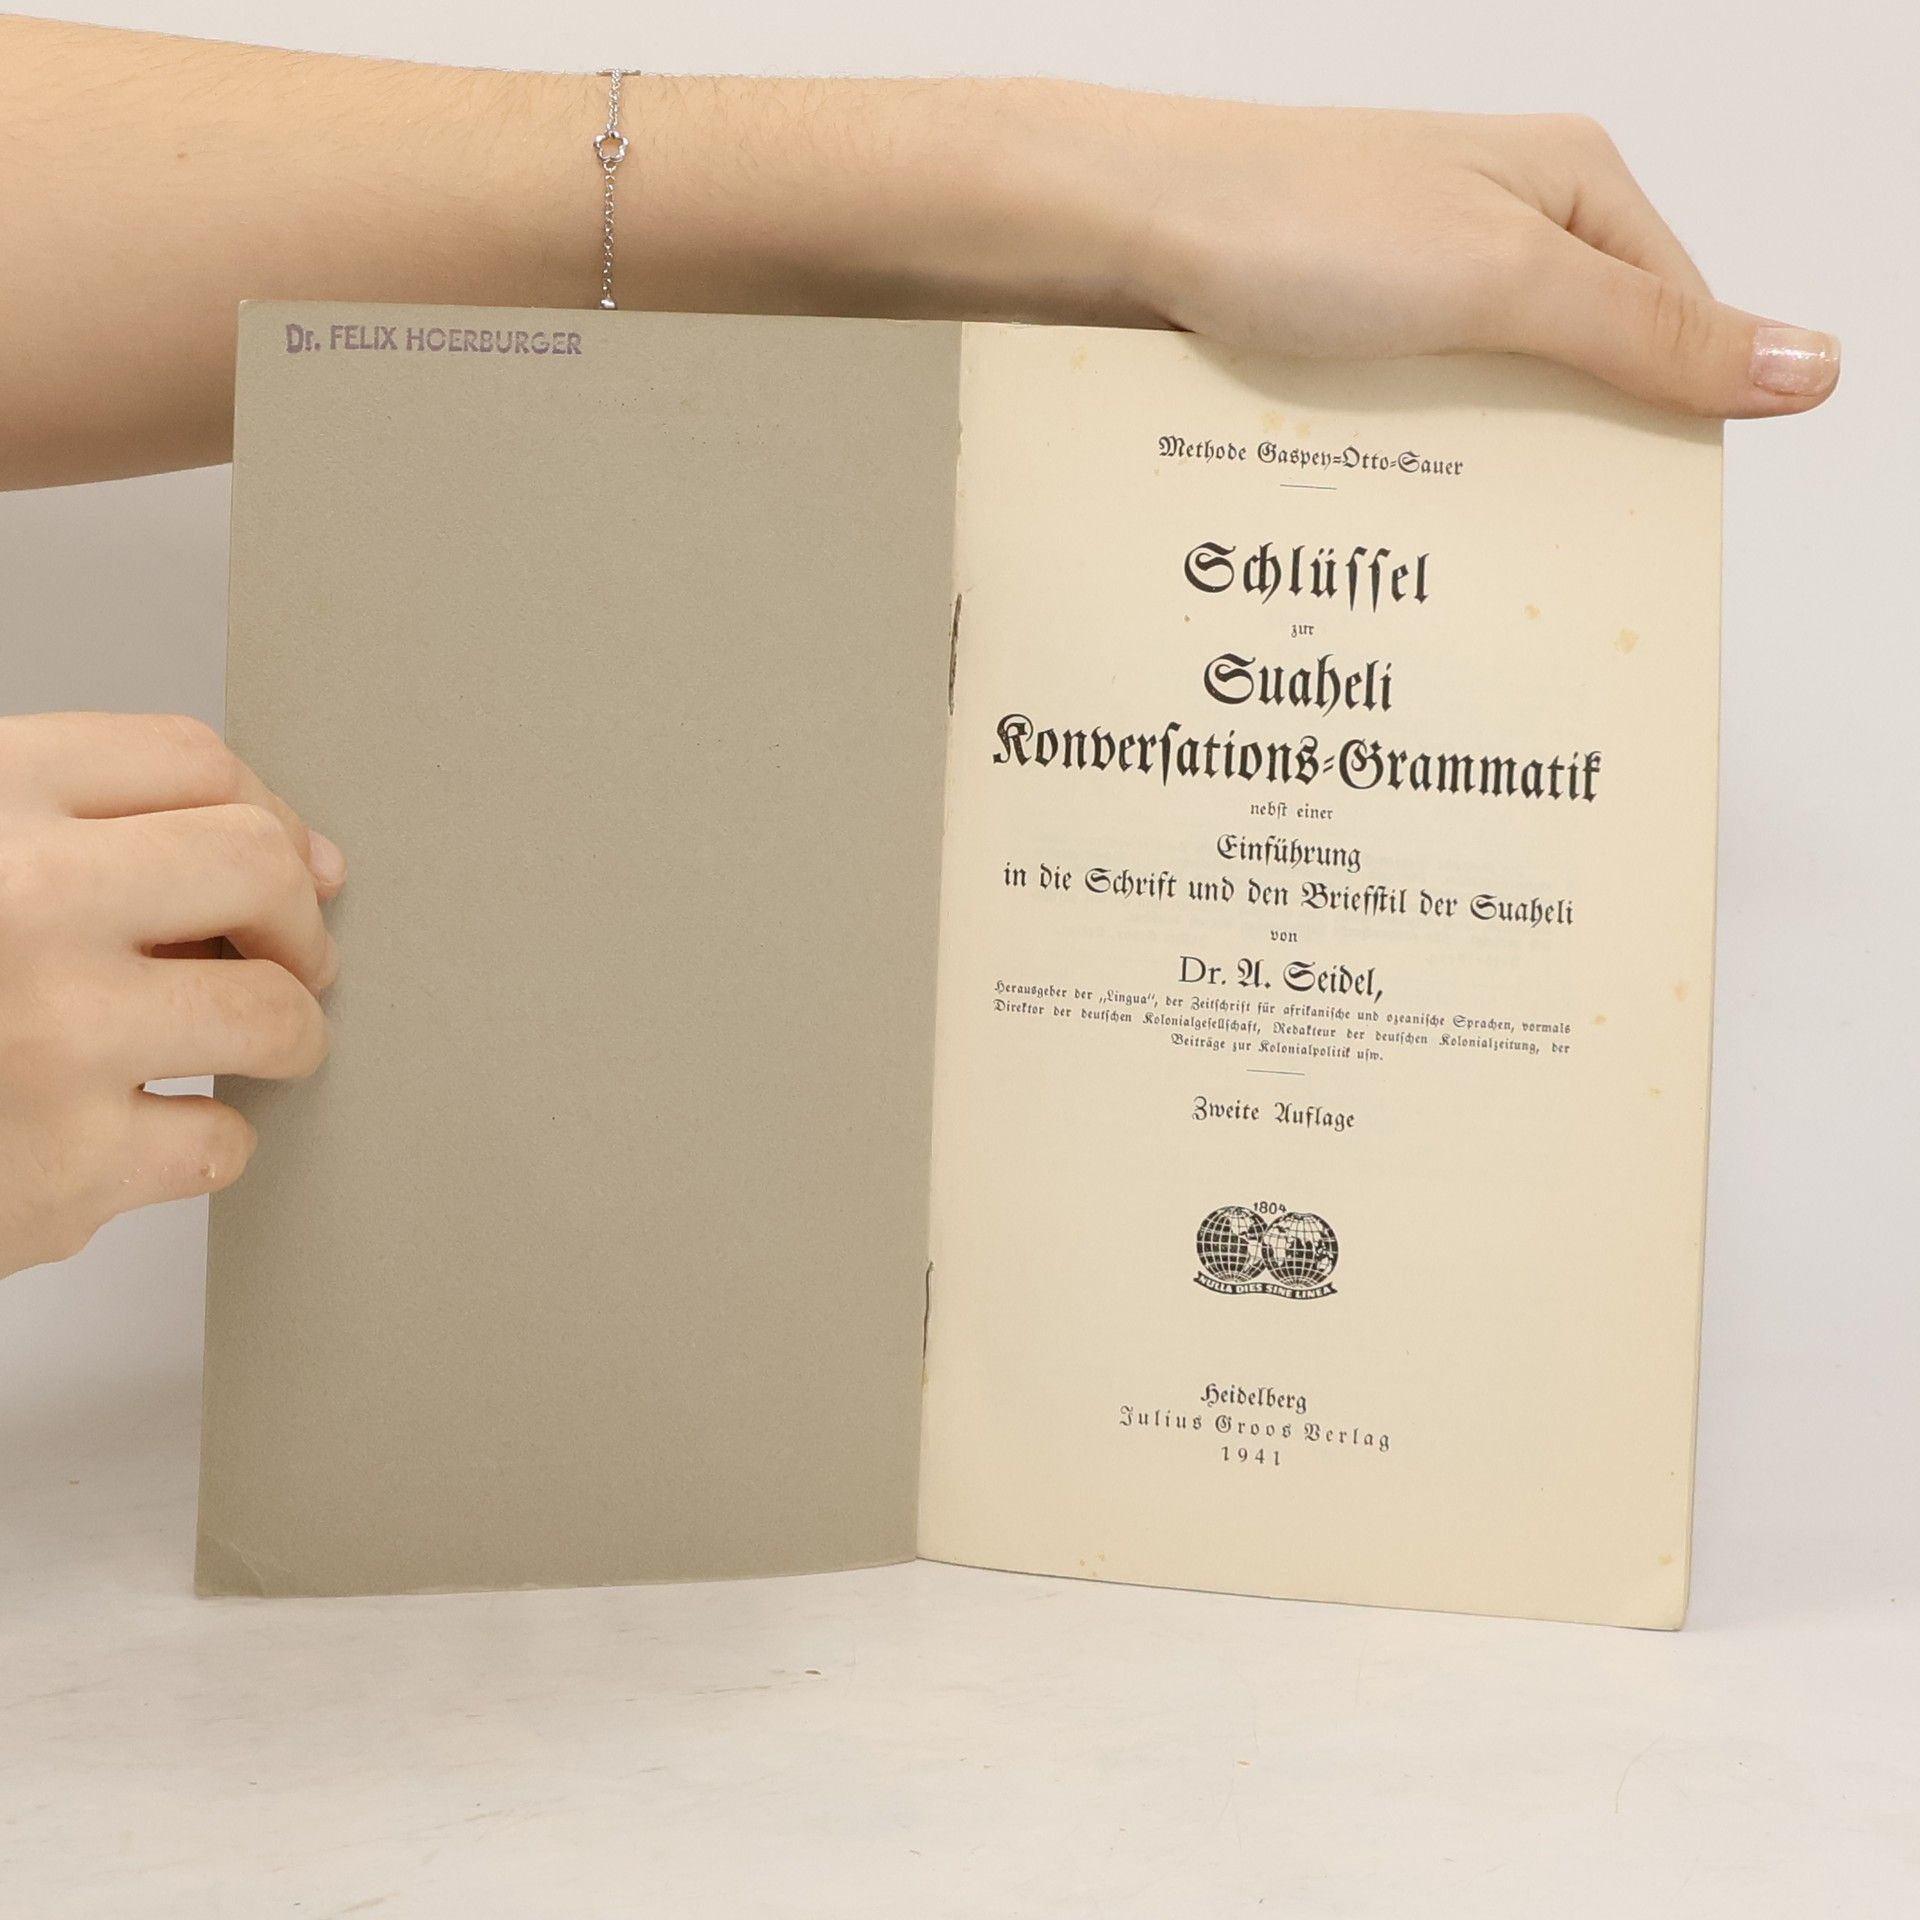 Dr. FELIX HOERBURGER
Methode Gaspey=Otto=Sauer
Schlüſſel
zur
Suaheli
Konverſations=Grammatik
nebſt einer
Einführung
in die Schrift und den Briefſtil der Suaheli
von
Dr. A. Seidel,
Herausgeber der „Lingua“, der Zeitſchrift für afrikaniſche und ozeaniſche Sprachen, vormals
Direktor der deutſchen Kolonialgeſellſchaft, Redakteur der deutſchen Kolonialzeitung, der
Beiträge zur Kolonialpolitik uſw.
Zweite Auflage
1804
NULLA DIES SINE LINEA
Heidelberg
Julius Groos Verlag
1941